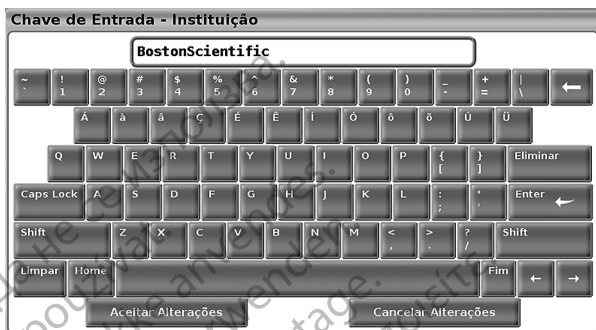 Chave de Entrada - Instituição
BostonScientific
~ ` ! 1 @ 2 # 3 $ 4 % 5 ^ 6 & 7 * 8 ( 9 ) 0 _ - + = | \ ←
Á à ã Ç É Ê Í Ó ô õ Ú Ü
Q W E R T Y U I O P { [ } ] Eliminar
Caps Lock A S D F G H J K L : ; " ' Enter
Shift Z X C V B N M < , > . ? / Shift
Limpar Home Fim ← →
Aceitar Alterações Cancelar Alterações